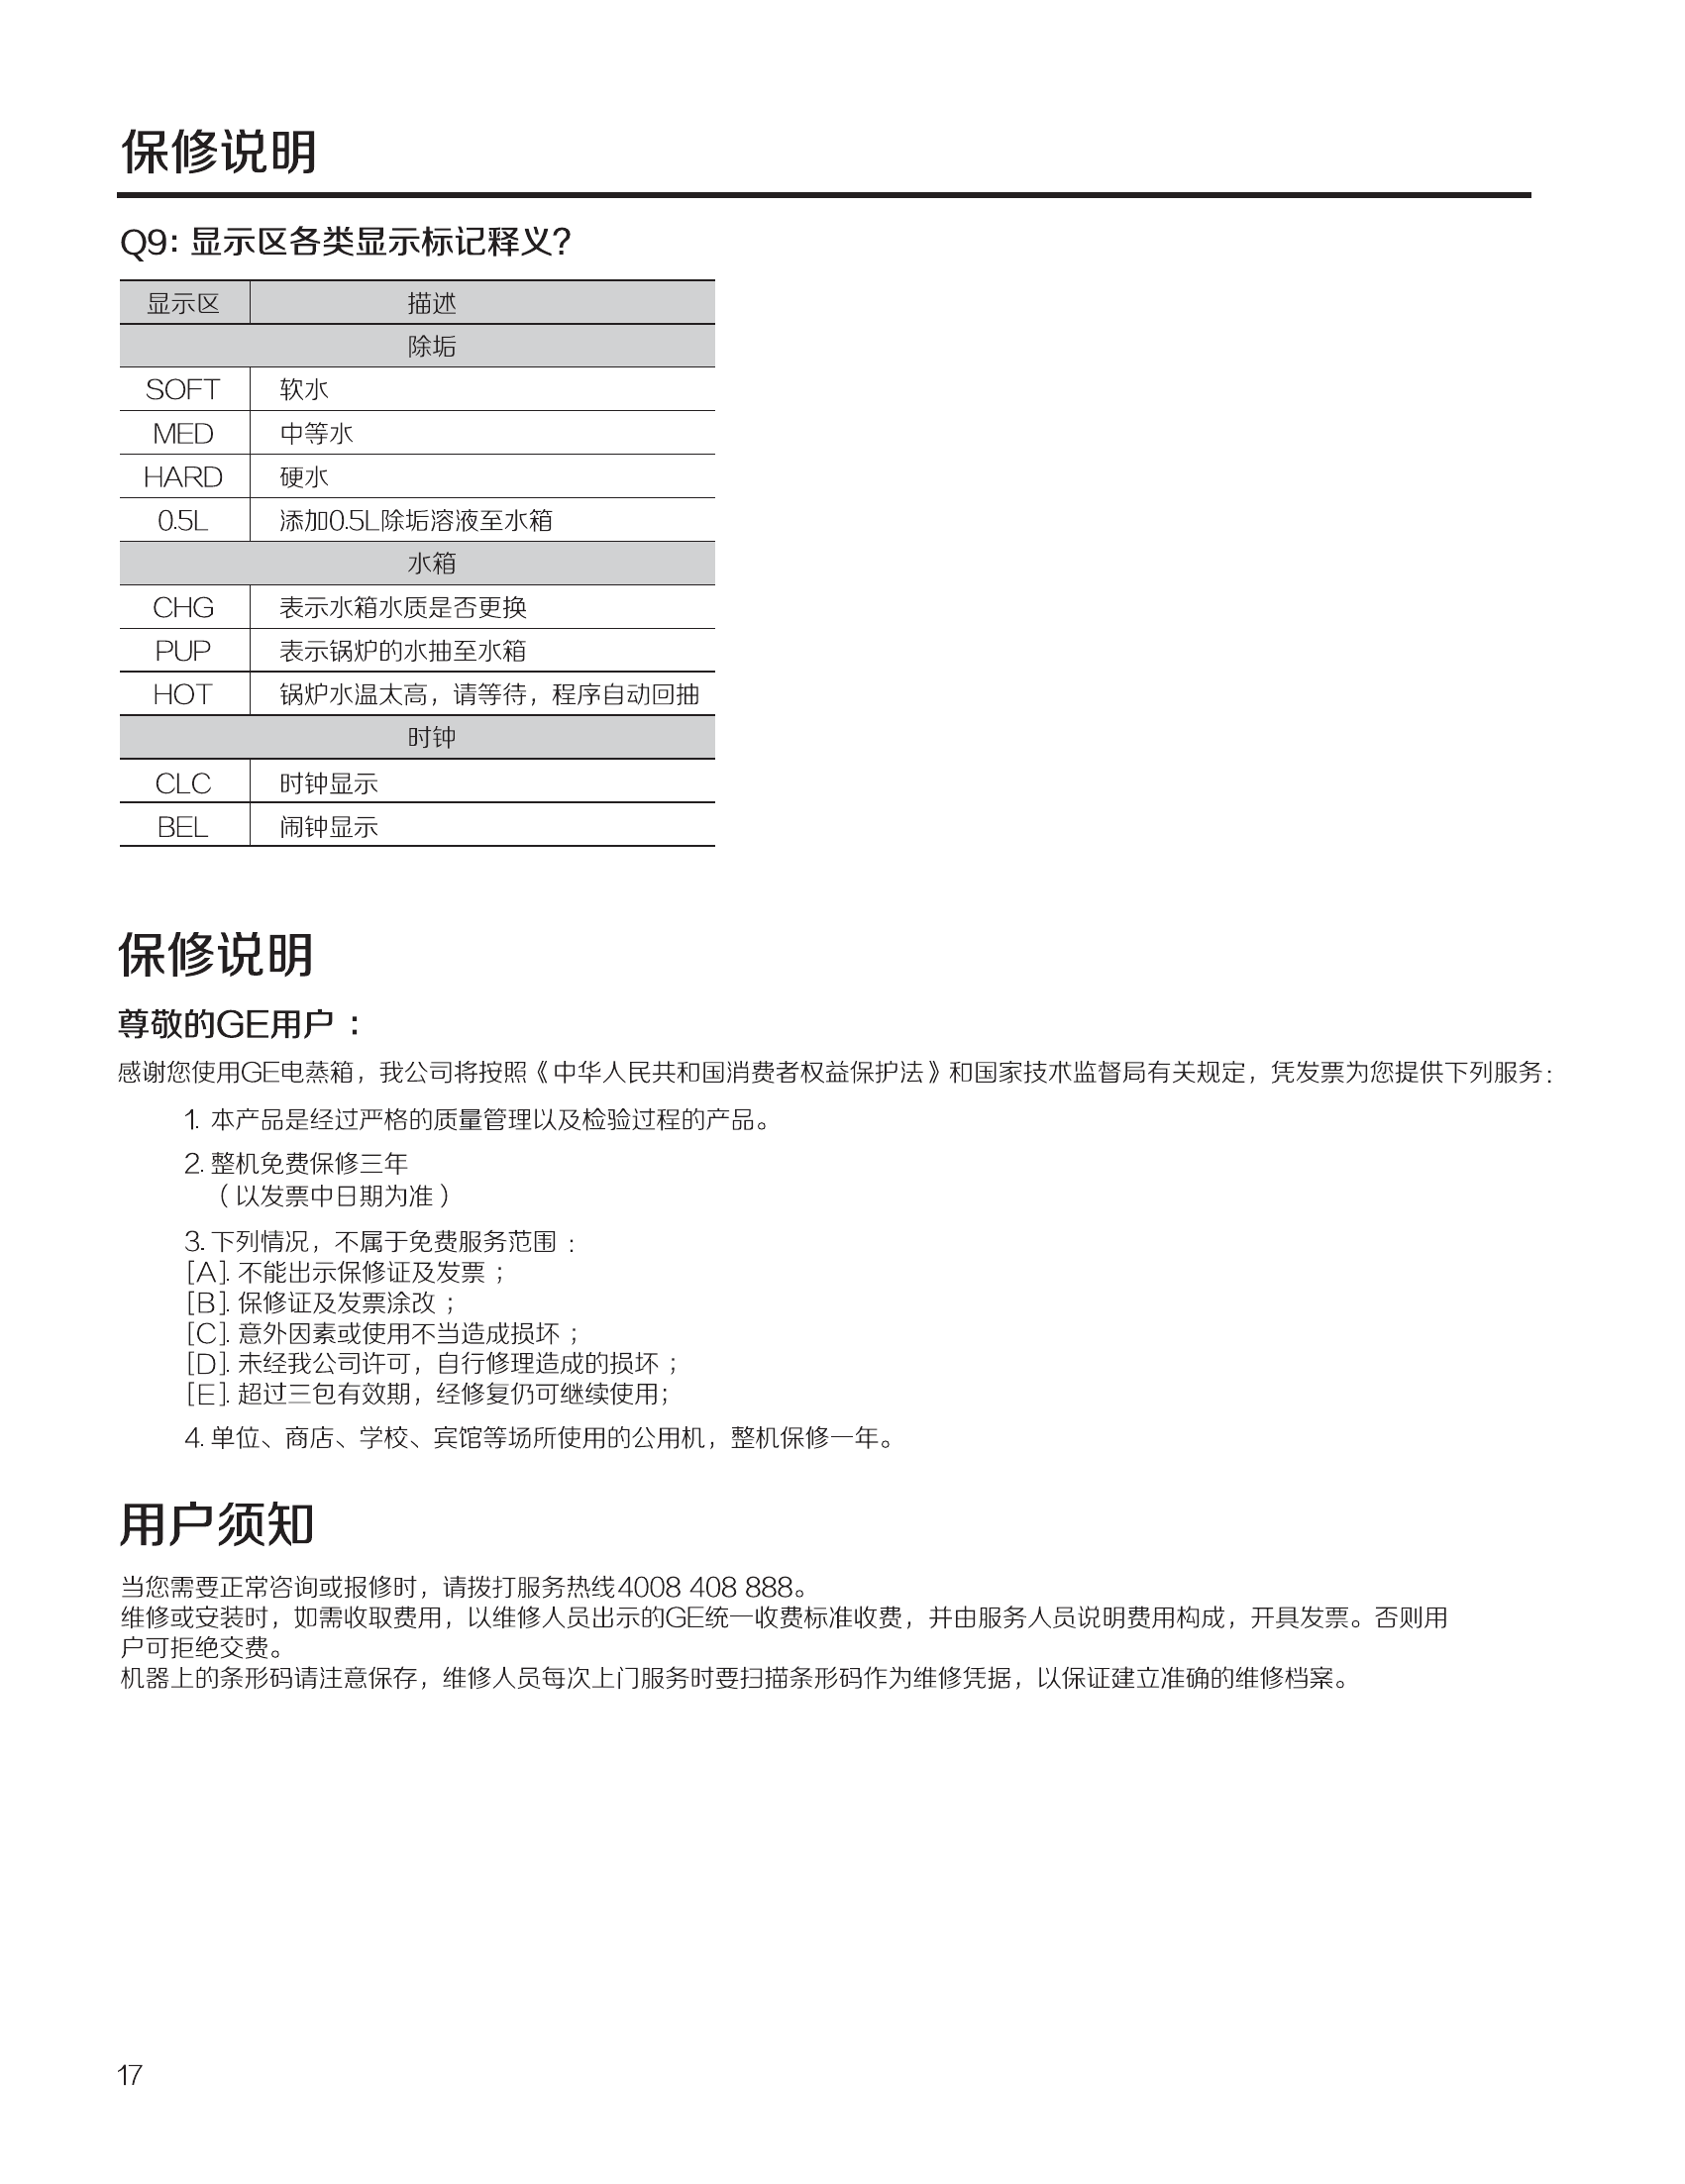 保修说明
Q9: 显示区各类显示标记释义?
显示区 描述
除垢
SOFT 软水
MED 中等水
HARD 硬水
0.5L 添加0.5L除垢溶液至水箱
水箱
CHG 表示水箱水质是否更换
PUP 表示锅炉的水抽至水箱
HOT 锅炉水温太高，请等待，程序自动回抽
时钟
CLC 时钟显示
BEL 闹钟显示
保修说明
尊敬的GE用户：
感谢您使用GE电蒸箱，我公司将按照《中华人民共和国消费者权益保护法》和国家技术监督局有关规定，凭发票为您提供下列服务：
1. 本产品是经过严格的质量管理以及检验过程的产品。
2. 整机免费保修三年
（以发票中日期为准）
3. 下列情况，不属于免费服务范围：
[A]. 不能出示保修证及发票；
[B]. 保修证及发票涂改；
[C]. 意外因素或使用不当造成损坏；
[D]. 未经我公司许可，自行修理造成的损坏；
[E]. 超过三包有效期，经修复仍可继续使用；
4. 单位、商店、学校、宾馆等场所使用的公用机，整机保修一年。
用户须知
当您需要正常咨询或报修时，请拨打服务热线4008 408 888。
维修或安装时，如需收取费用，以维修人员出示的GE统一收费标准收费，并由服务人员说明费用构成，开具发票。否则用
户可拒绝交费。
机器上的条形码请注意保存，维修人员每次上门服务时要扫描条形码作为维修凭据，以保证建立准确的维修档案。
17